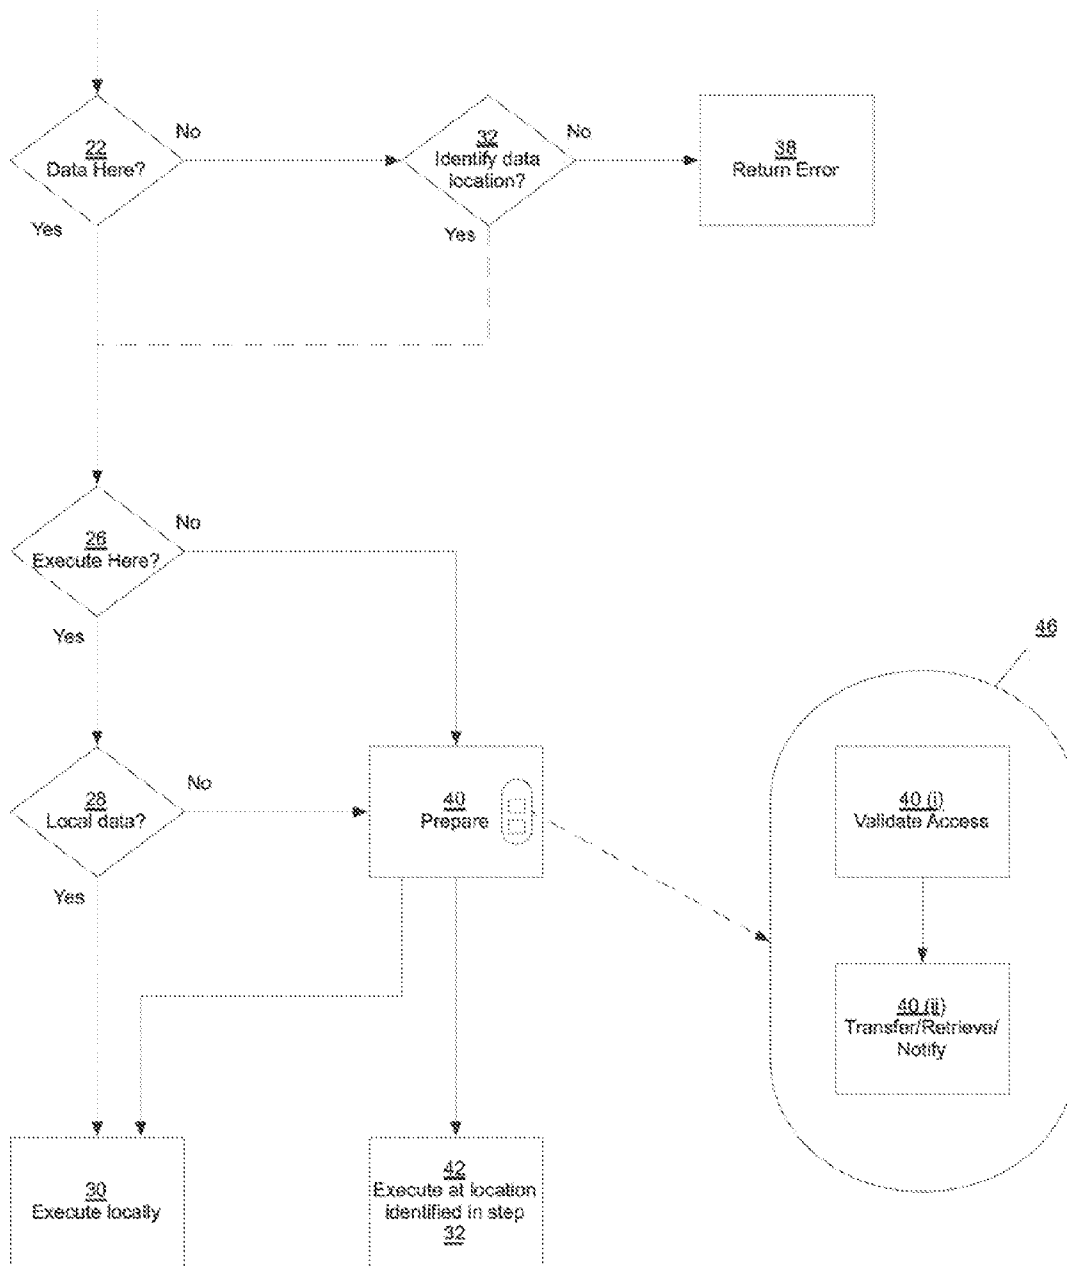 No
22
Data Here?
Yes
32
Identify data
location?
No
Yes
38
Return Error
26
Execute Here?
No
Yes
46
28
Local data?
No
Yes
40
Prepare
40 (i)
Validate Access
40 (ii)
Transfer/Retrieve/
Notify
30
Execute locally
42
Execute at location
identified in step
32